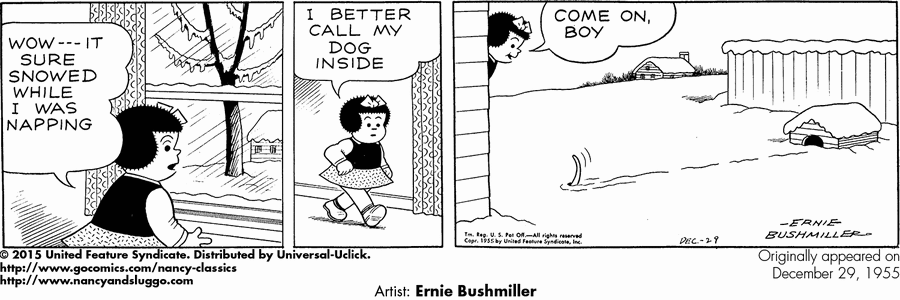 WOW---IT
SURE
SNOWED
WHILE
I WAS
NAPPING
I BETTER
CALL MY
DOG
INSIDE
COME ON,
BOY
Tm. Reg. U. S. Pat Off.—All rights reserved
Copr. 1955 by United Feature Syndicate, Inc.
DEC-29
-ERNIE
BUSHMILLER-
© 2015 United Feature Syndicate. Distributed by Universal-Uclick.
http://www.gocomics.com/nancy-classics
http://www.nancyandsluggo.com
Originally appeared on
December 29, 1955
Artist: Ernie Bushmiller